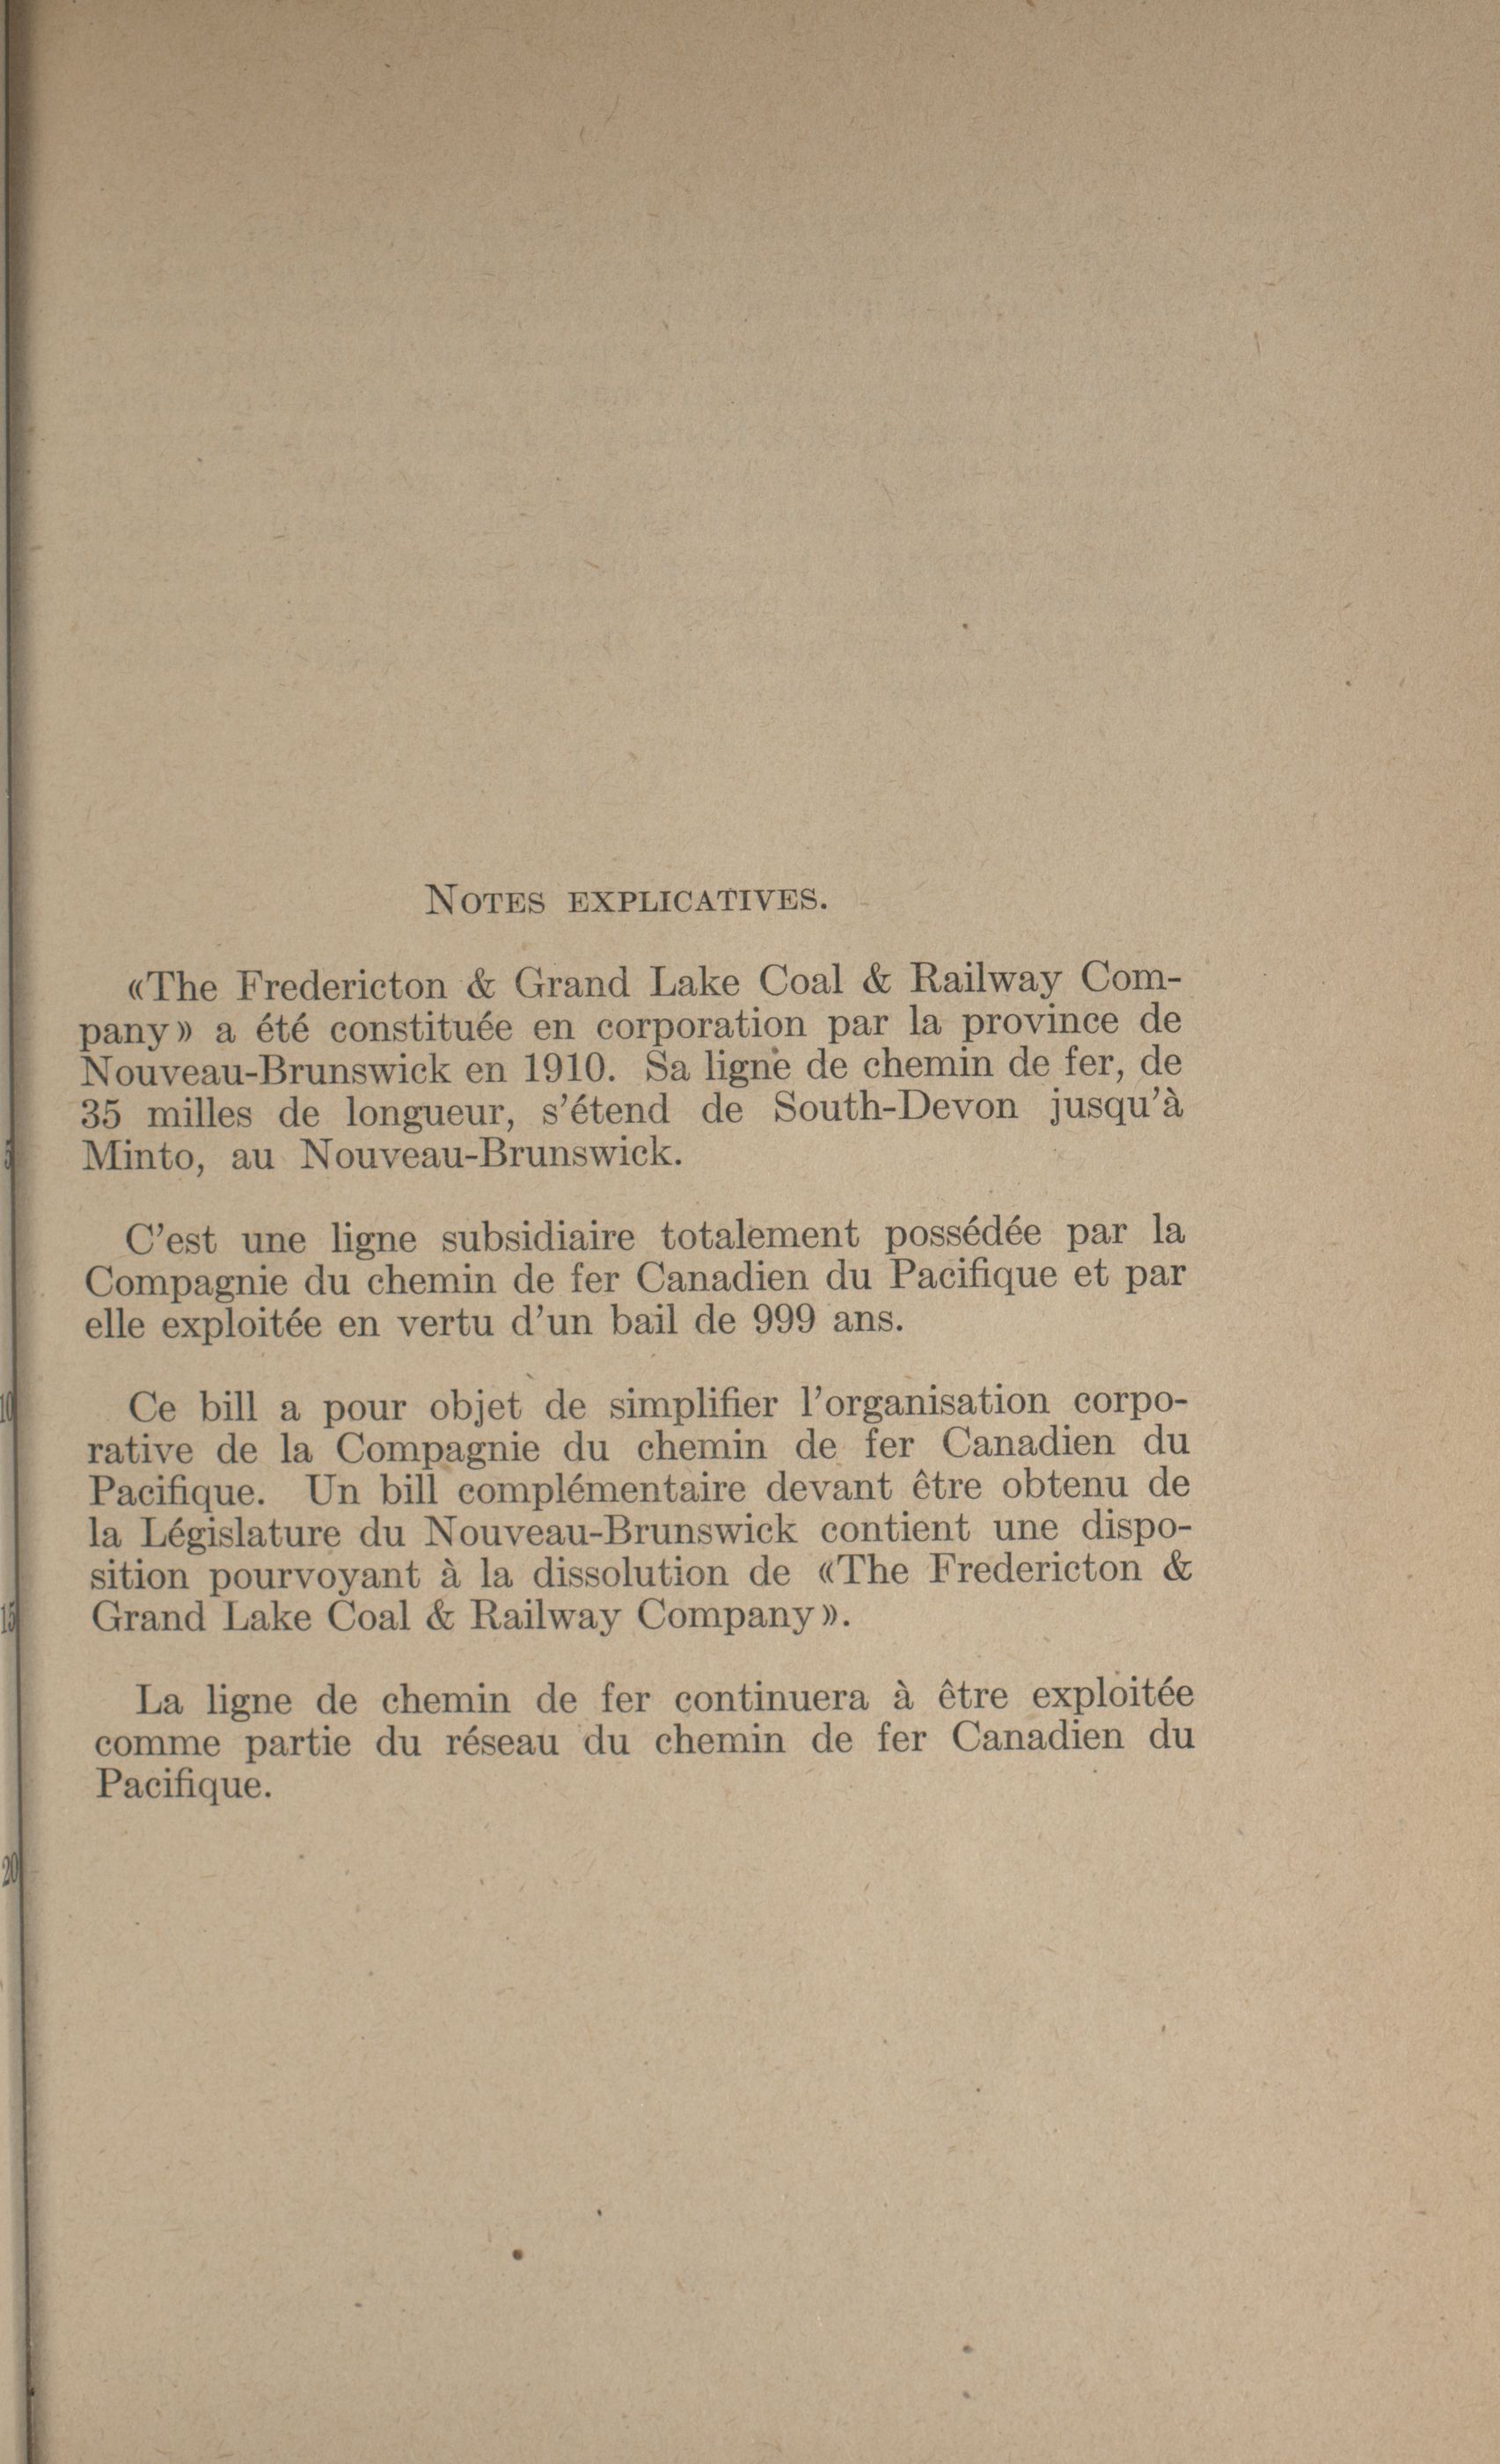 NOTES EXPLICATIVES.
«The Fredericton & Grand Lake Coal & Railway Com-
pany» a été constituée en corporation par la province de
Nouveau-Brunswick en 1910. Sa ligne de chemin de fer, de
35 milles de longueur, s'étend de South-Devon jusqu'à
Minto, au Nouveau-Brunswick.
C'est une ligne subsidiaire totalement possédée par la
Compagnie du chemin de fer Canadien du Pacifique et par
elle exploitée en vertu d'un bail de 999 ans.
Ce bill a pour objet de simplifier l'organisation corpo-
rative de la Compagnie du chemin de fer Canadien du
Pacifique. Un bill complémentaire devant être obtenu de
la Législature du Nouveau-Brunswick contient une dispo-
sition pourvoyant à la dissolution de «The Fredericton &
Grand Lake Coal & Railway Company».
La ligne de chemin de fer continuera à être exploitée
comme partie du réseau du chemin de fer Canadien du
Pacifique.